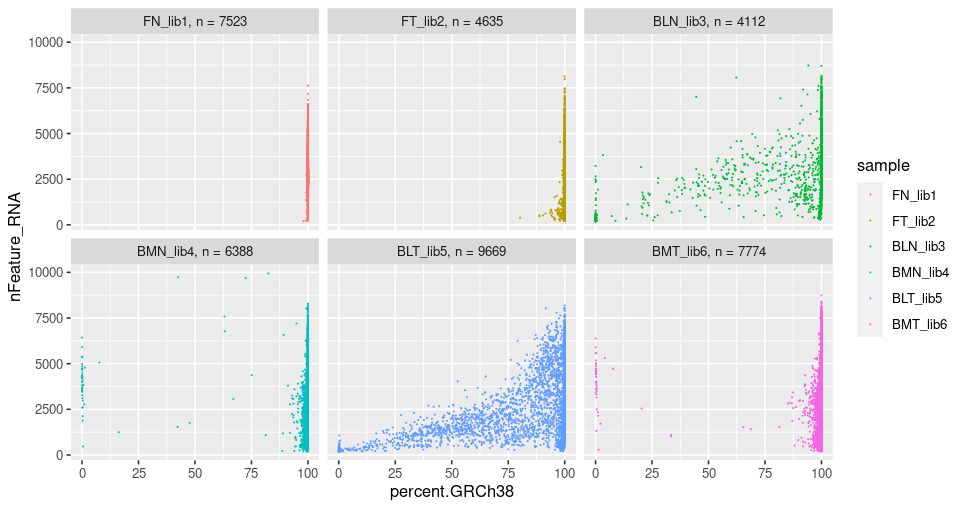 FN_lib1, n = 7523
FT_lib2, n = 4635
BLN_lib3, n = 4112
10000
7500
5000
2500
0
BMN_lib4, n = 6388
BLT_lib5, n = 9669
BMT_lib6, n = 7774
10000
7500
5000
2500
0
0 25 50 75 100
0 25 50 75 100
0 25 50 75 100
percent.GRCh38
nFeature_RNA
sample
FN_lib1
FT_lib2
BLN_lib3
BMN_lib4
BLT_lib5
BMT_lib6